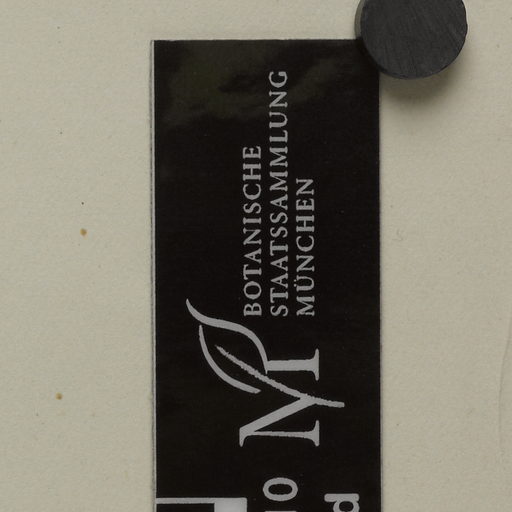 BOTANISCHE
STAATSSAMMLUNG
MÜNCHEN
M